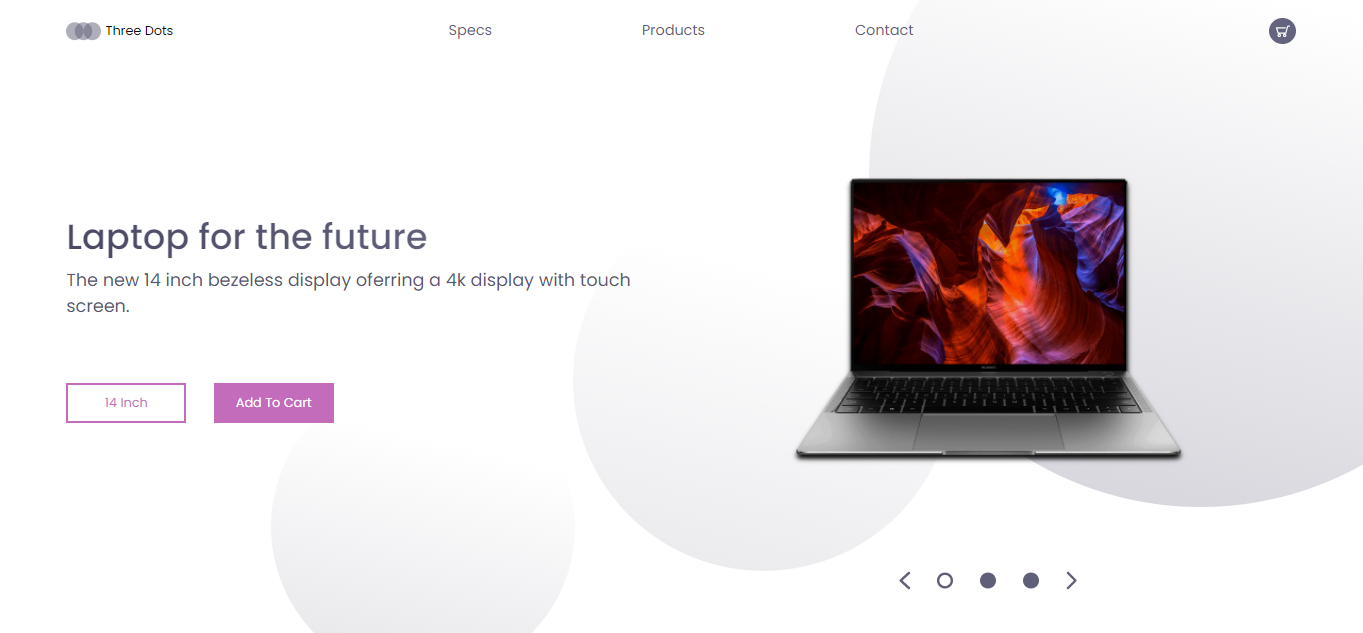 Three Dots
Specs
Products
Contact
Laptop for the future
The new 14 inch bezeless display oferring a 4k display with touch
screen.
14 Inch
Add To Cart